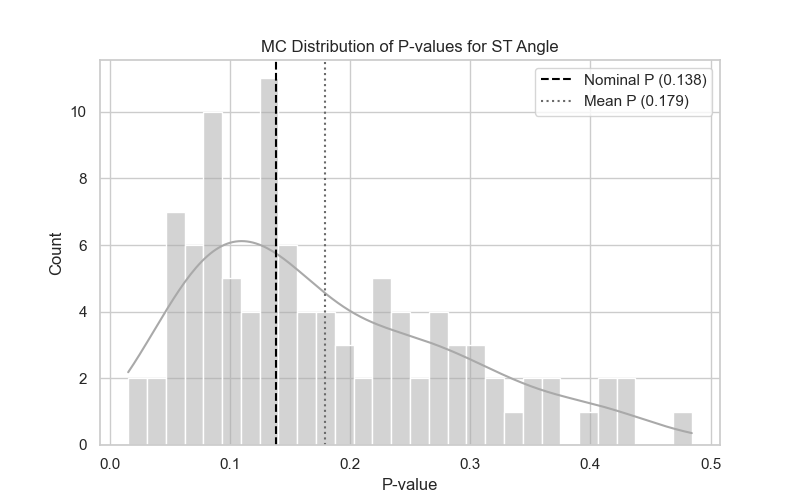 MC Distribution of P-values for ST Angle
Nominal P (0.138)
Mean P (0.179)
Count
10
8
6
4
2
0
0.0 0.1 0.2 0.3 0.4 0.5
P-value